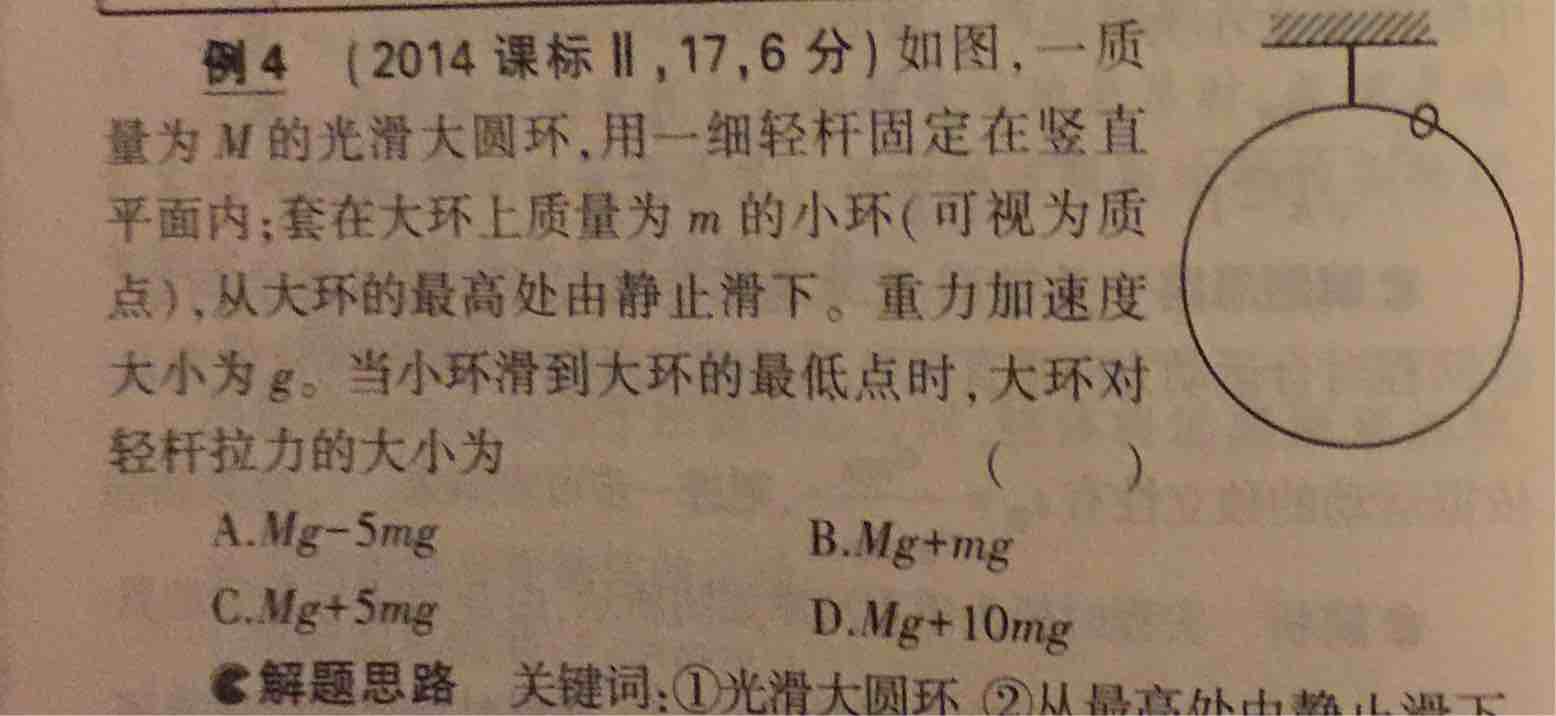 例4 (2014课标Ⅱ,17,6分)如图,一质
量为M的光滑大圆环,用一细轻杆固定在竖直
平面内;套在大环上质量为m的小环(可视为质
点),从大环的最高处由静止滑下。重力加速度
大小为g。当小环滑到大环的最低点时,大环对
轻杆拉力的大小为 ( )
A.Mg-5mg B.Mg+mg
C.Mg+5mg D.Mg+10mg
解题思路 关键词:①光滑大圆环 ②从最高处由静止滑下